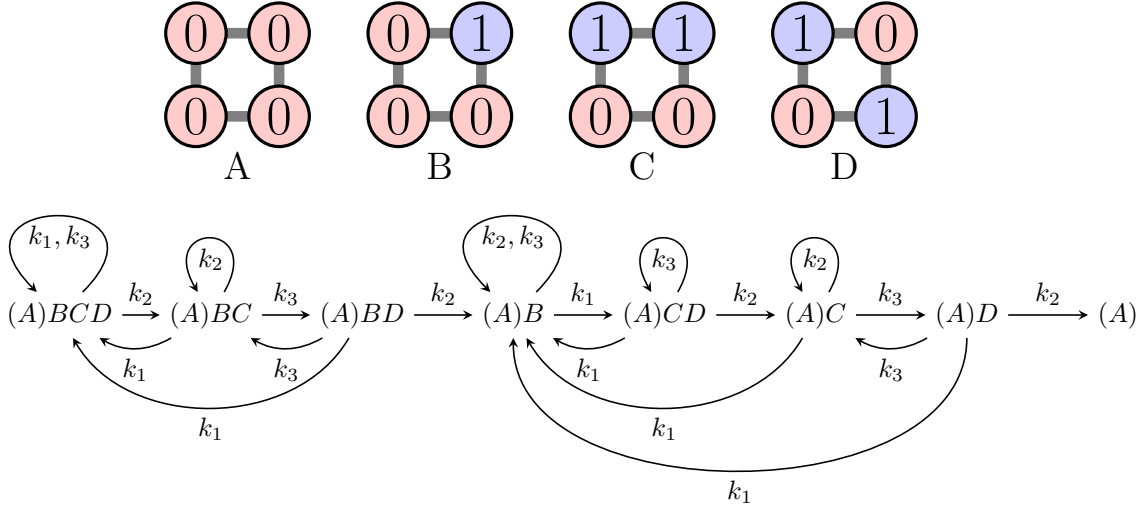 0 0 0 1 1 1 1 0
0 0 0 0 0 0 0 1
A B C D
k₁, k₃ k₂ k₂, k₃ k₃ k₂
(A)BCD k₂ (A)BC k₃ (A)BD k₂ (A)B k₁ (A)CD k₂ (A)C k₃ (A)D k₂ (A)
k₁ k₃ k₁ k₃
k₁ k₁
k₁